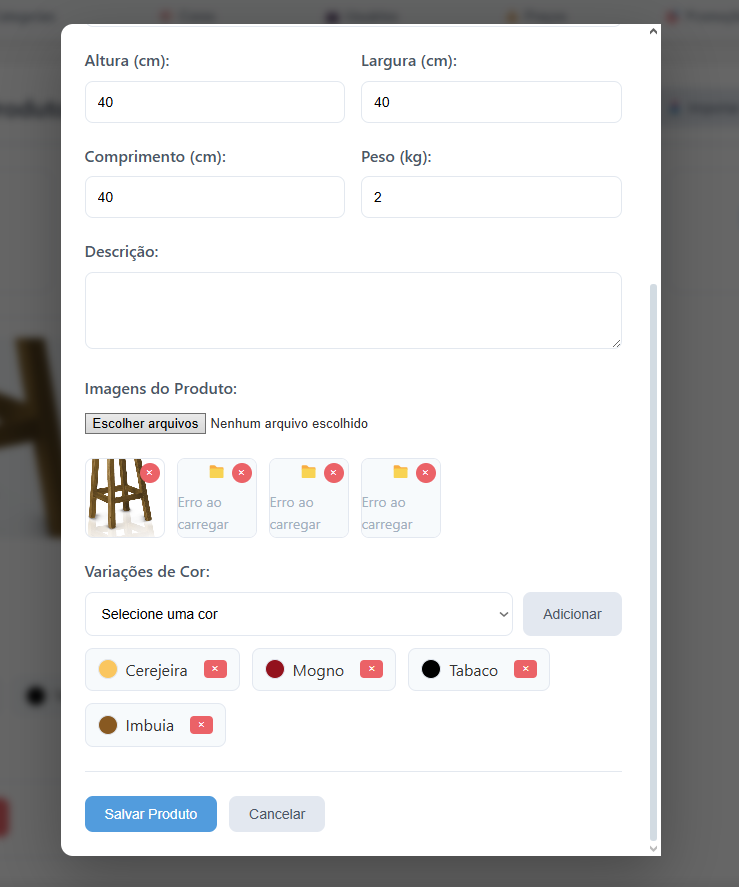 Altura (cm): Largura (cm):
40 40
Comprimento (cm): Peso (kg):
40 2
Descrição:
Imagens do Produto:
Escolher arquivos Nenhum arquivo escolhido
Erro ao carregar Erro ao carregar Erro ao carregar
Variações de Cor:
Selecione uma cor Adicionar
Cerejeira Mogno Tabaco
Imbuia
Salvar Produto Cancelar